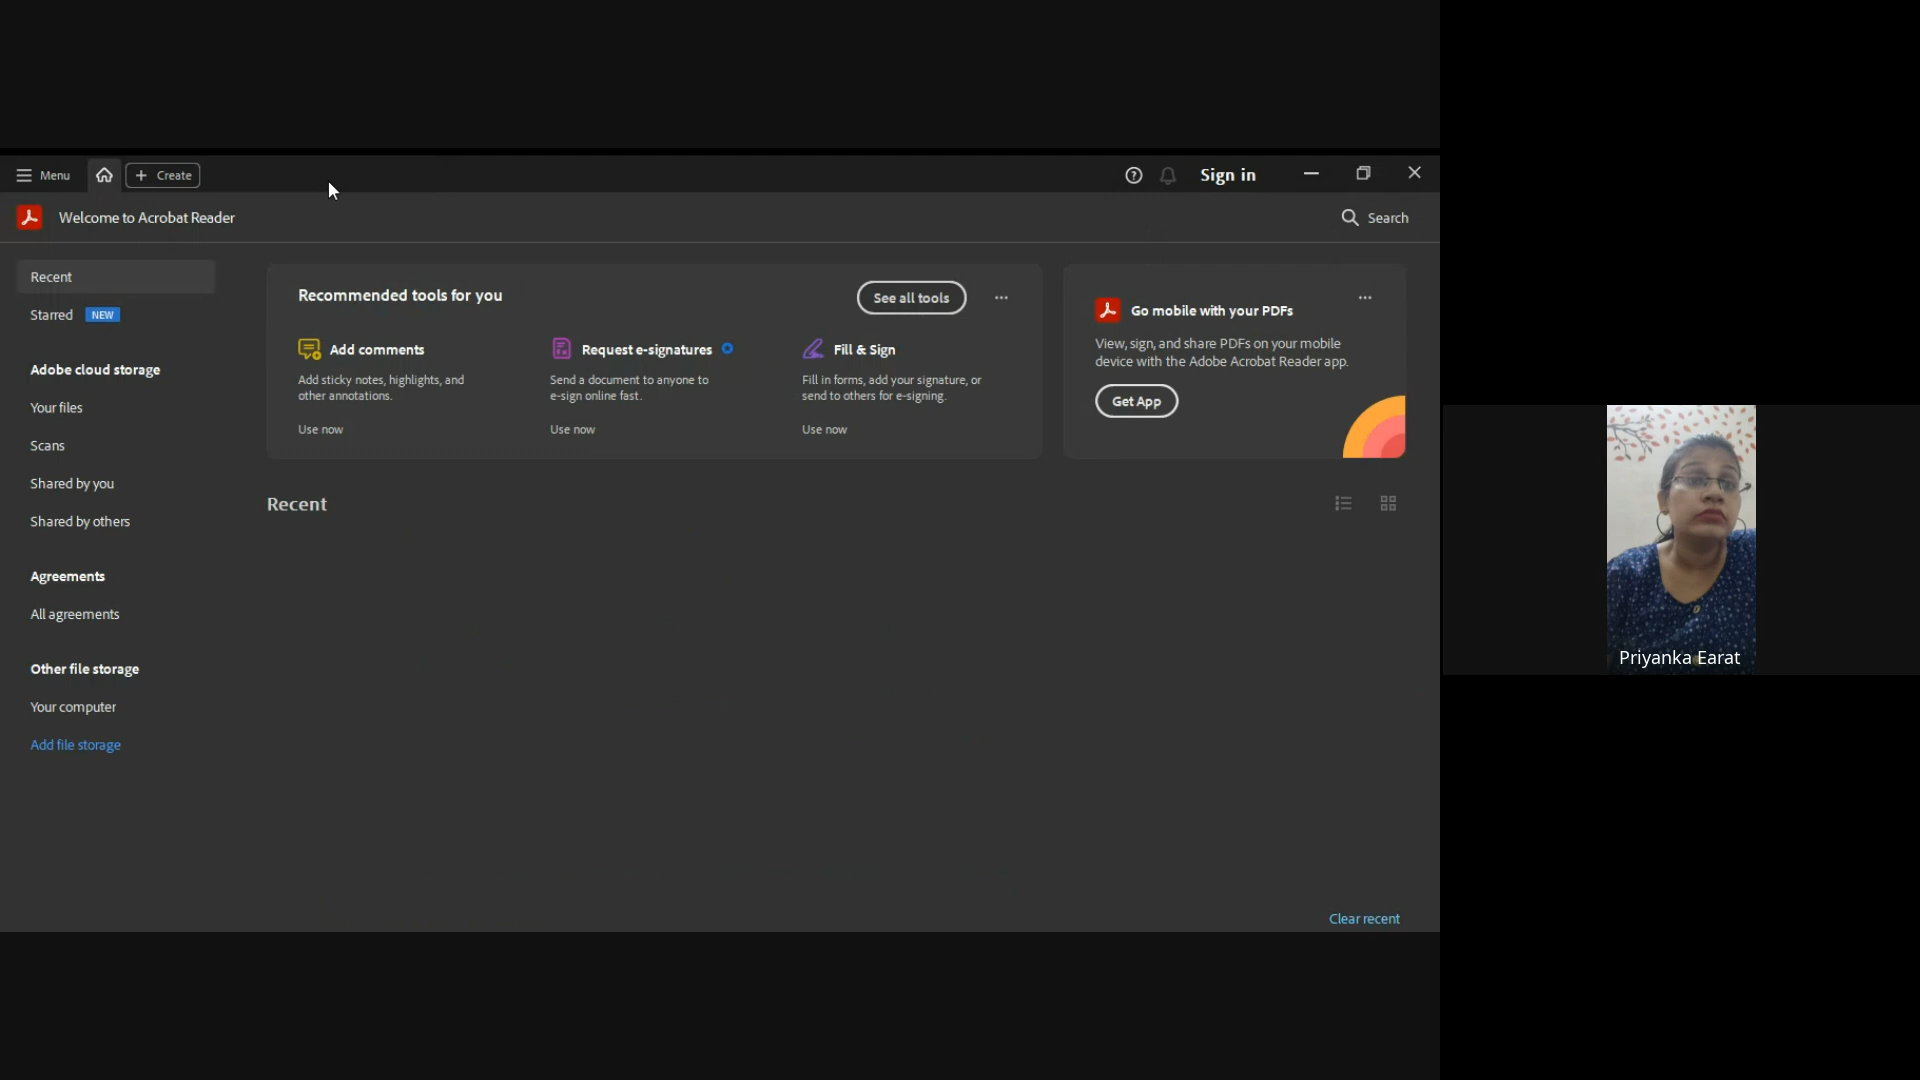 Menu
Create
Sign in
Welcome to Acrobat Reader
Search
Recent
Starred NEW
Adobe cloud storage
Your files
Scans
Shared by you
Shared by others
Agreements
All agreements
Other file storage
Your computer
Add file storage
Recommended tools for you
See all tools
Add comments
Add sticky notes, highlights, and
other annotations.
Use now
Request e-signatures
Send a document to anyone to
e-sign online fast.
Use now
Fill & Sign
Fill in forms, add your signature, or
send to others for e-signing.
Use now
Go mobile with your PDFs
View, sign, and share PDFs on your mobile
device with the Adobe Acrobat Reader app.
Get App
Recent
Clear recent
Priyanka Earat